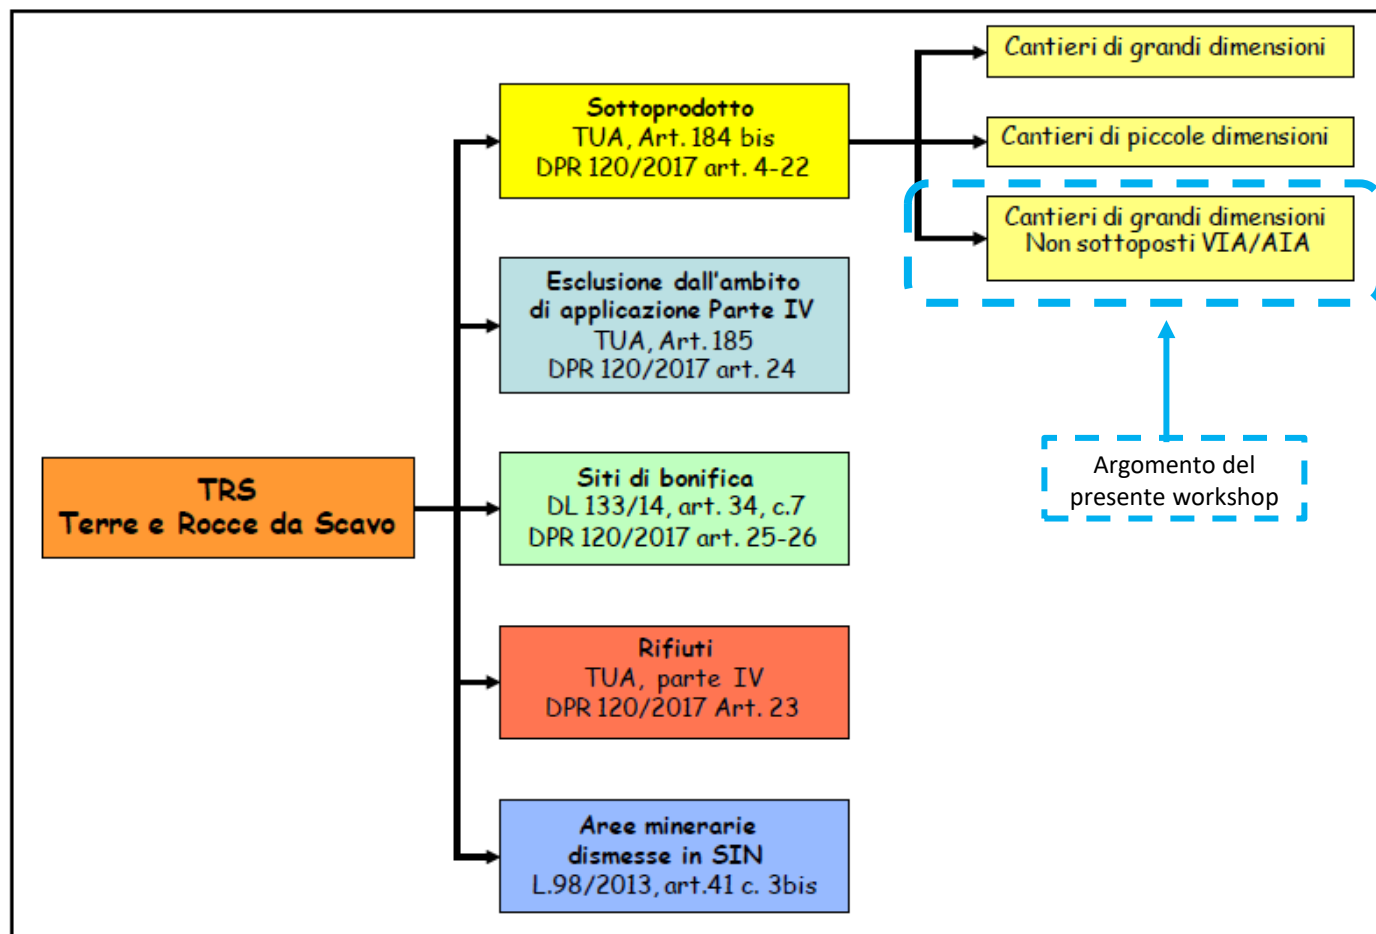 TRS
Terre e Rocce da Scavo
Sottoprodotto
TUA, Art. 184 bis
DPR 120/2017 art. 4-22
Esclusione dall'ambito
di applicazione Parte IV
TUA, Art. 185
DPR 120/2017 art. 24
Siti di bonifica
DL 133/14, art. 34, c.7
DPR 120/2017 art. 25-26
Rifiuti
TUA, parte IV
DPR 120/2017 Art. 23
Aree minerarie
dismesse in SIN
L.98/2013, art.41 c. 3bis
Cantieri di grandi dimensioni
Cantieri di piccole dimensioni
Cantieri di grandi dimensioni
Non sottoposti VIA/AIA
Argomento del
presente workshop